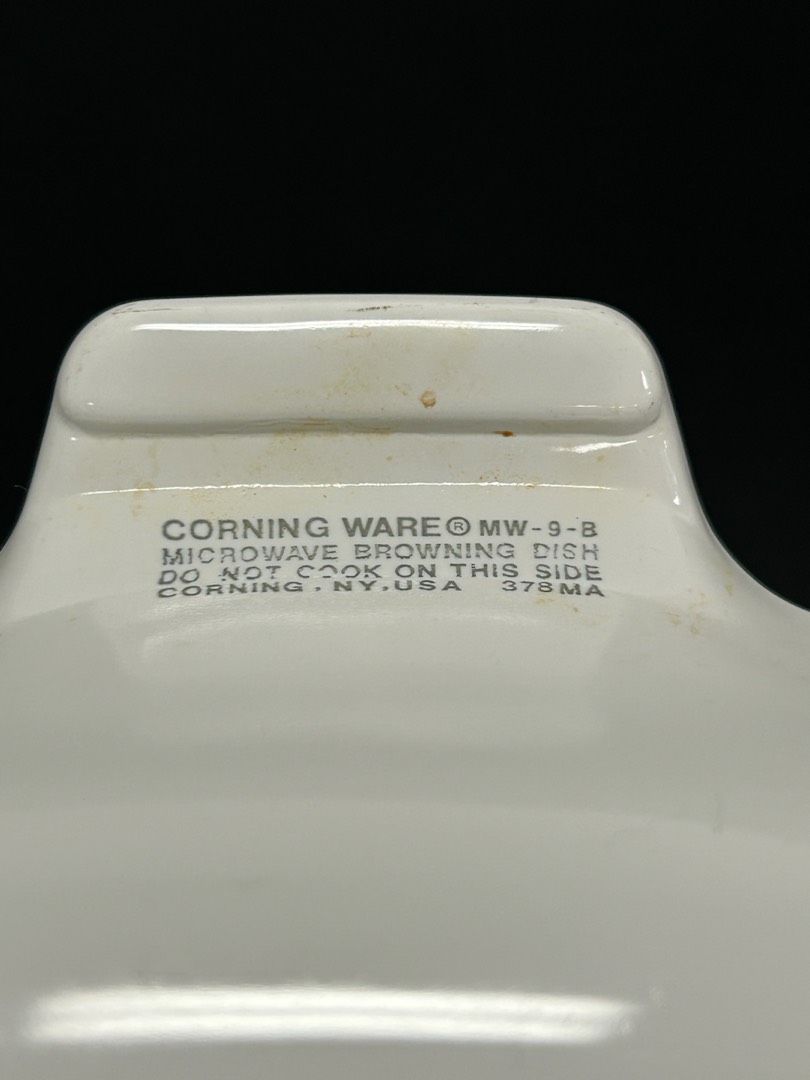 CORNING WARE® MW-9-B
MICROWAVE BROWNING DISH
DO NOT COOK ON THIS SIDE
CORNING, NY, USA 378MA